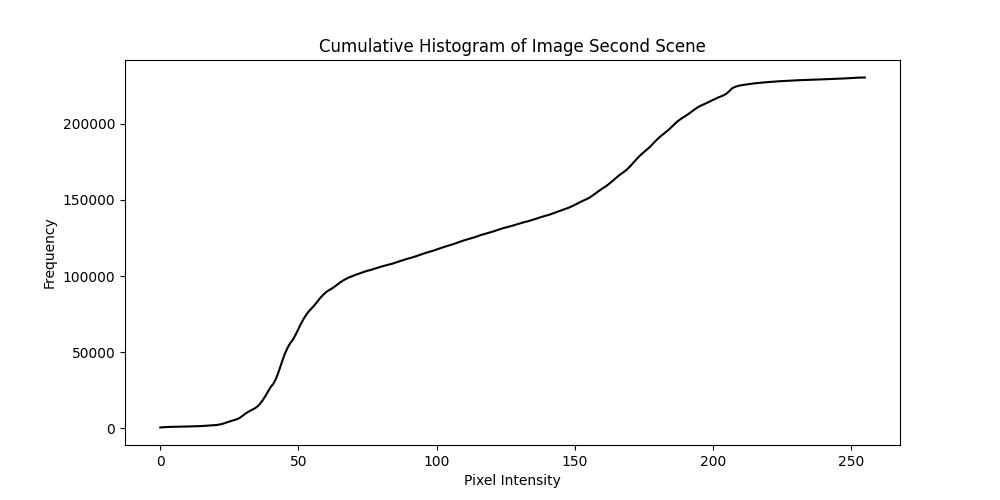 Cumulative Histogram of Image Second Scene
Frequency
200000
150000
100000
50000
0
0 50 100 150 200 250
Pixel Intensity